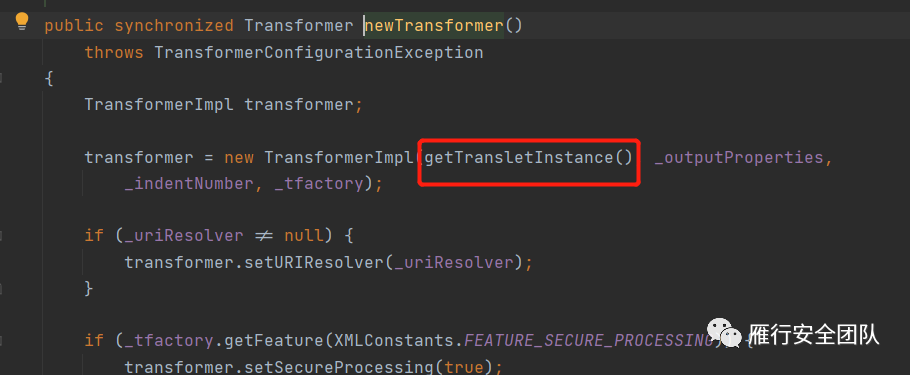 public synchronized Transformer newTransformer()
throws TransformerConfigurationException
{
TransformerImpl transformer;
transformer = new TransformerImpl(getTransletInstance() _outputProperties,
_indentNumber, _tfactory);
if (_uriResolver ≠ null) {
transformer.setURIResolver(_uriResolver);
}
if (_tfactory.getFeature(XMLConstants.FEATURE_SECURE_PROCESSING)) {
transformer.setSecureProcessing(true);
雁行安全团队